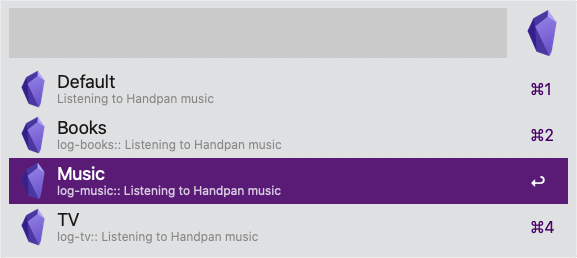 Default
Listening to Handpan music
⌘1
Books
log-books:: Listening to Handpan music
⌘2
Music
log-music:: Listening to Handpan music
↩
TV
log-tv:: Listening to Handpan music
⌘4